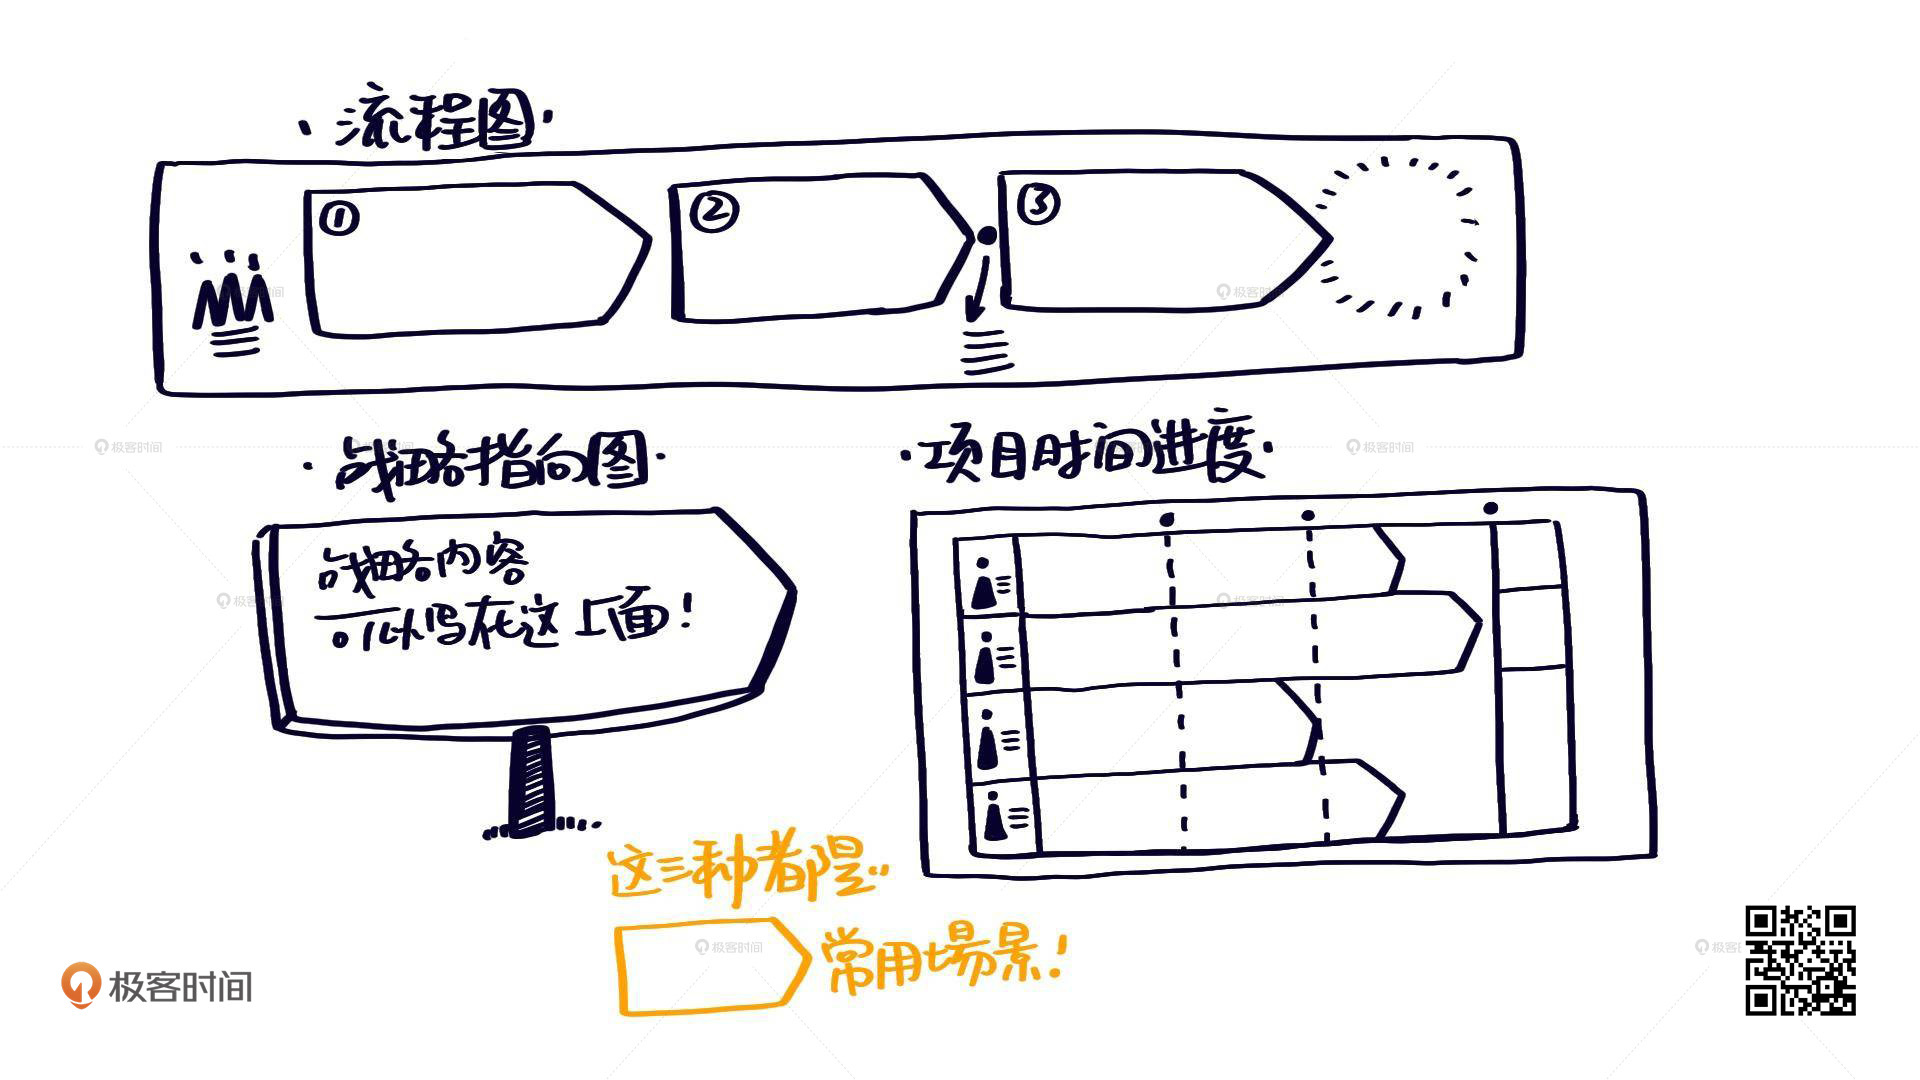 ·流程图·
① ② ③
·战略指向图·
·项目时间进度·
战略内容
可以写在这上面!
这三种都是..
常用场景!
极客时间